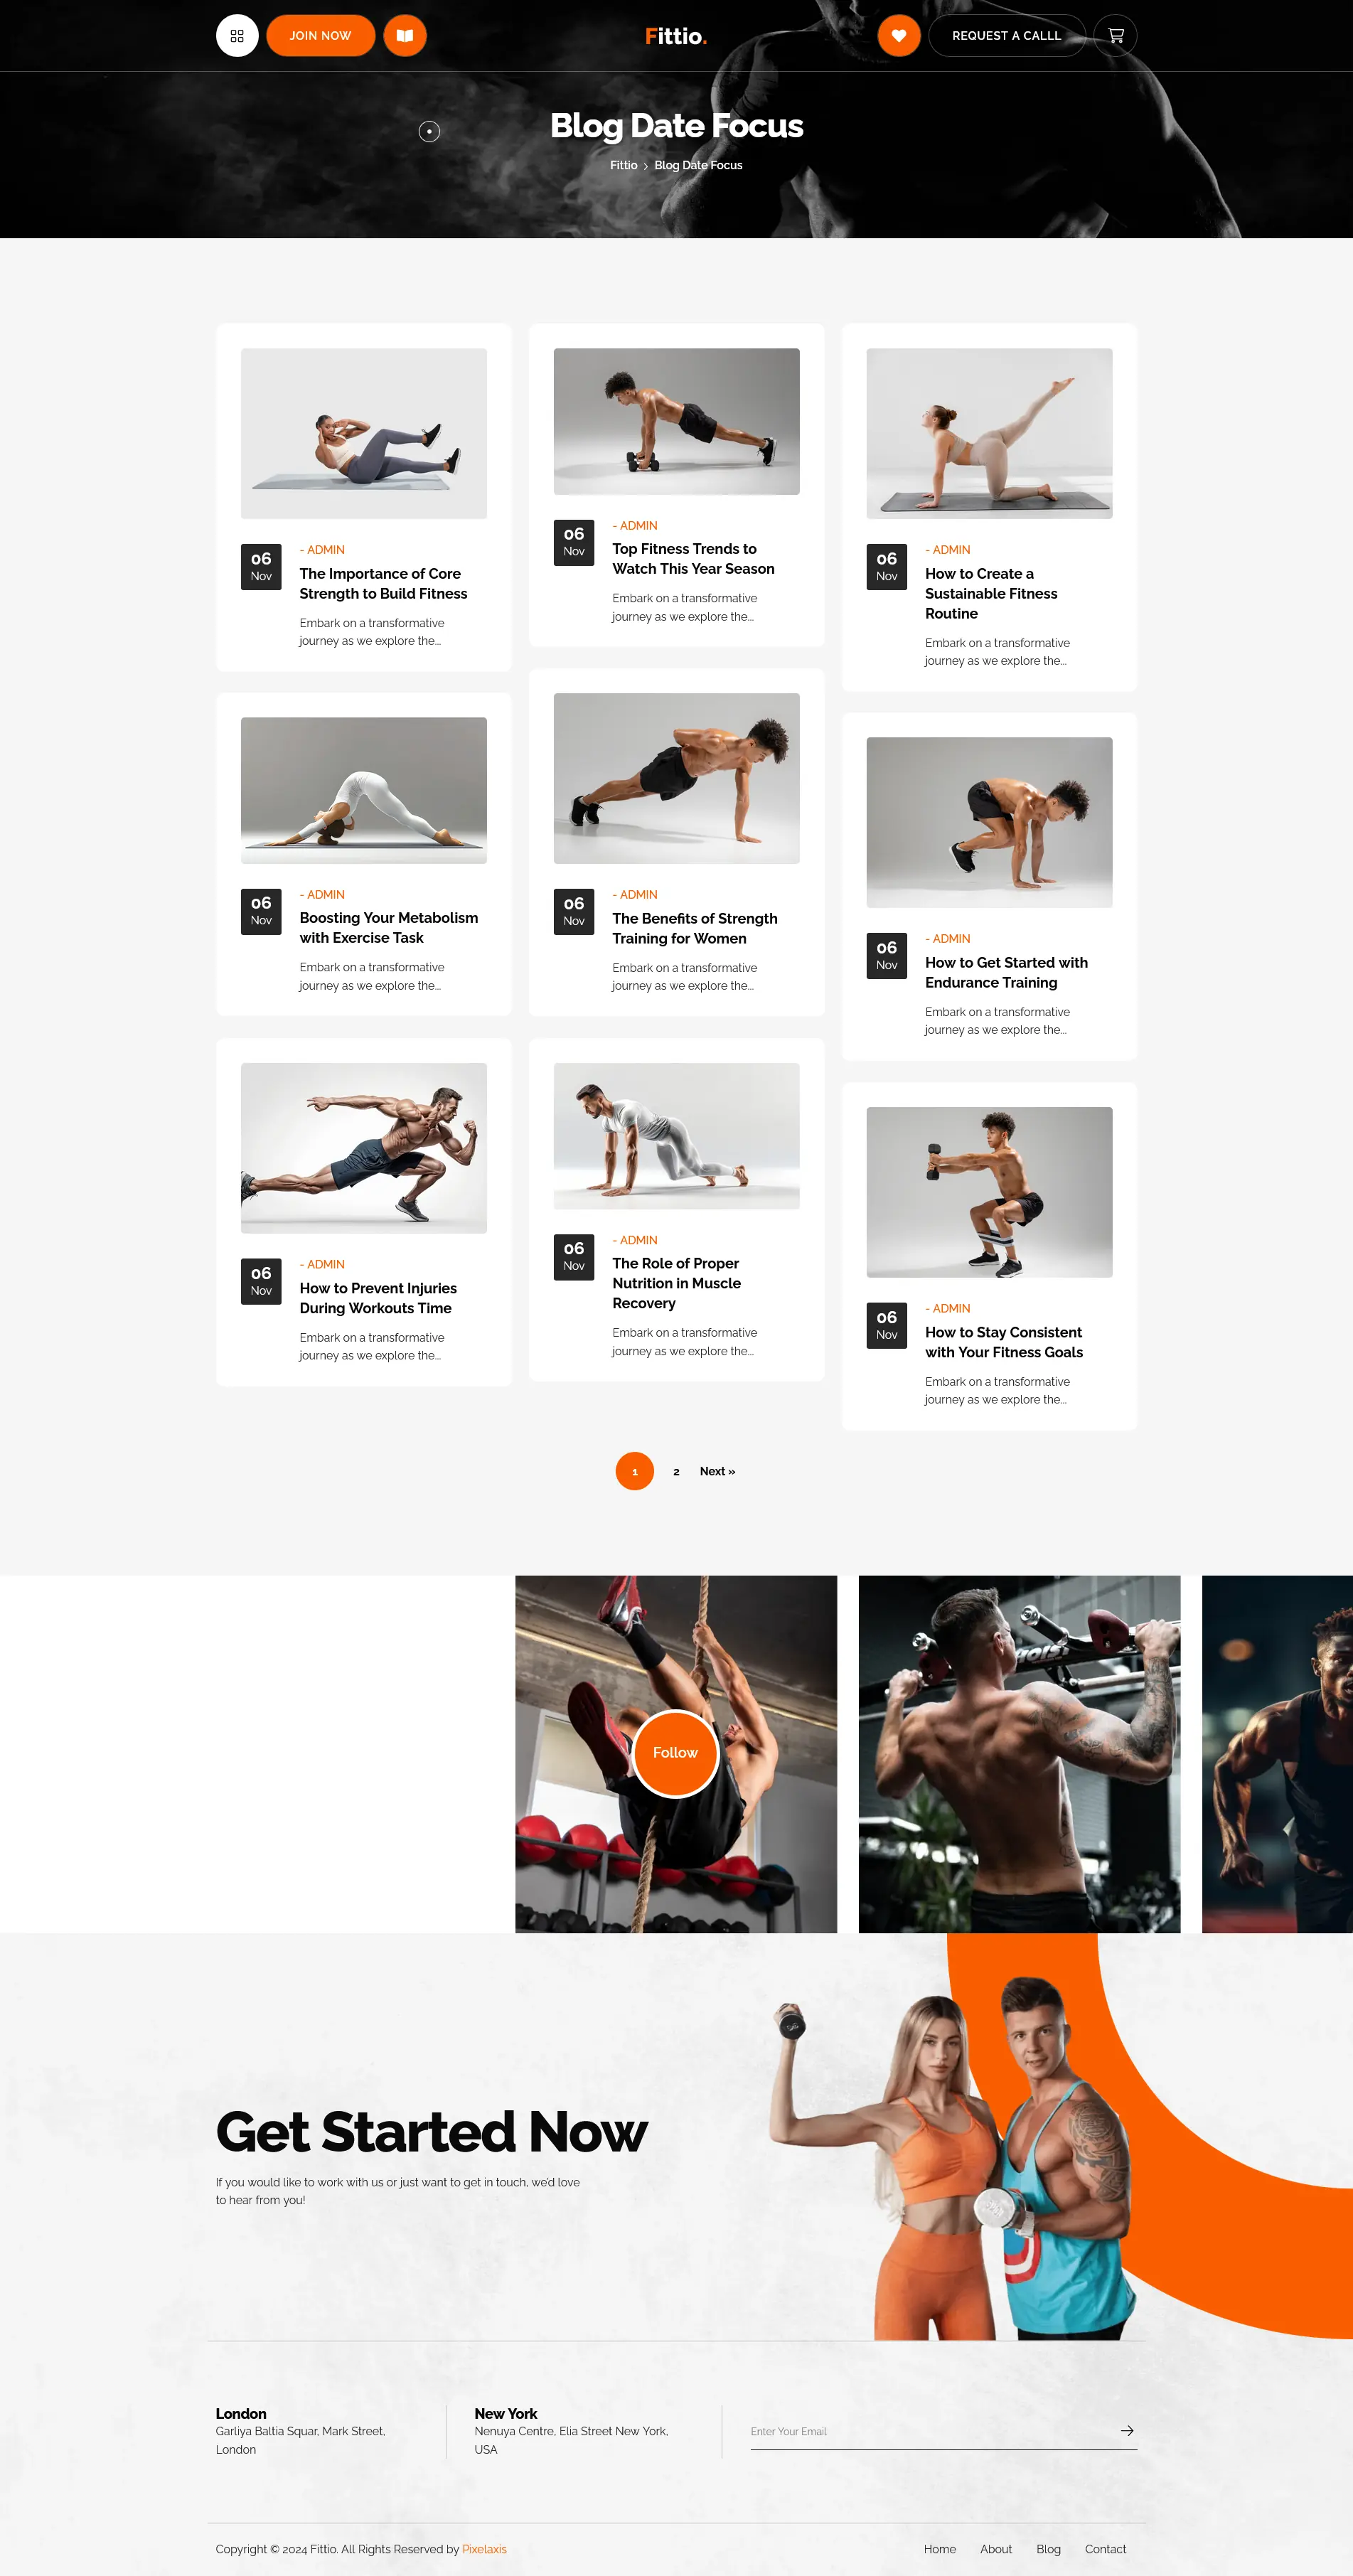 JOIN NOW
Fittio.
REQUEST A CALLL
Blog Date Focus
Fittio > Blog Date Focus
06
Nov
- ADMIN
The Importance of Core
Strength to Build Fitness
Embark on a transformative
journey as we explore the...
06
Nov
- ADMIN
Top Fitness Trends to
Watch This Year Season
Embark on a transformative
journey as we explore the...
06
Nov
- ADMIN
How to Create a
Sustainable Fitness
Routine
Embark on a transformative
journey as we explore the...
06
Nov
- ADMIN
Boosting Your Metabolism
with Exercise Task
Embark on a transformative
journey as we explore the...
06
Nov
- ADMIN
The Benefits of Strength
Training for Women
Embark on a transformative
journey as we explore the...
06
Nov
- ADMIN
How to Get Started with
Endurance Training
Embark on a transformative
journey as we explore the...
06
Nov
- ADMIN
How to Prevent Injuries
During Workouts Time
Embark on a transformative
journey as we explore the...
06
Nov
- ADMIN
The Role of Proper
Nutrition in Muscle
Recovery
Embark on a transformative
journey as we explore the...
06
Nov
- ADMIN
How to Stay Consistent
with Your Fitness Goals
Embark on a transformative
journey as we explore the...
1 2 Next »
Follow
HOIST
Get Started Now
If you would like to work with us or just want to get in touch, we'd love
to hear from you!
London
Garliya Baltia Squar, Mark Street,
London
New York
Nenuya Centre, Elia Street New York,
USA
Enter Your Email
Copyright © 2024 Fittio. All Rights Reserved by Pixelaxis
Home About Blog Contact